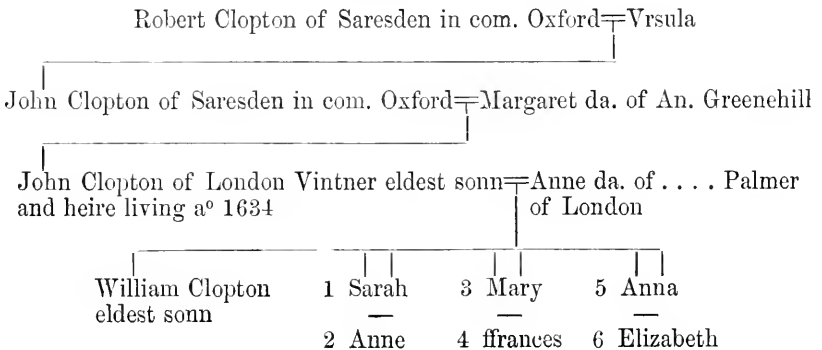 Robert Clopton of Saresden in com. Oxford=Vrsula
John Clopton of Saresden in com. Oxford=Margaret da. of An. Greenehill
John Clopton of London Vintner eldest sonn=Anne da. of . . . . Palmer
and heire living aº 1634 of London
William Clopton 1 Sarah 3 Mary 5 Anna
eldest sonn
2 Anne 4 ffrances 6 Elizabeth